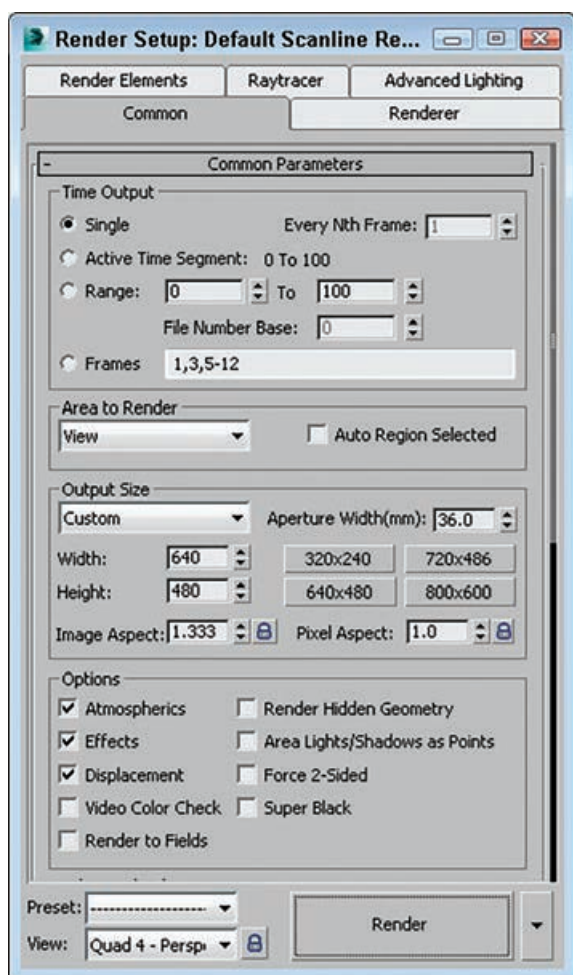 Render Setup: Default Scanline Re...
Render Elements Raytracer Advanced Lighting
Common Renderer
- Common Parameters
Time Output
Single Every Nth Frame: 1
Active Time Segment: 0 To 100
Range: 0 To 100
File Number Base: 0
Frames 1,3,5-12
Area to Render
View Auto Region Selected
Output Size
Custom Aperture Width(mm): 36.0
Width: 640 320x240 720x486
Height: 480 640x480 800x600
Image Aspect: 1.333 Pixel Aspect: 1.0
Options
Atmospherics Render Hidden Geometry
Effects Area Lights/Shadows as Points
Displacement Force 2-Sided
Video Color Check Super Black
Render to Fields
Preset: -------------------
View: Quad 4 - Persp Render